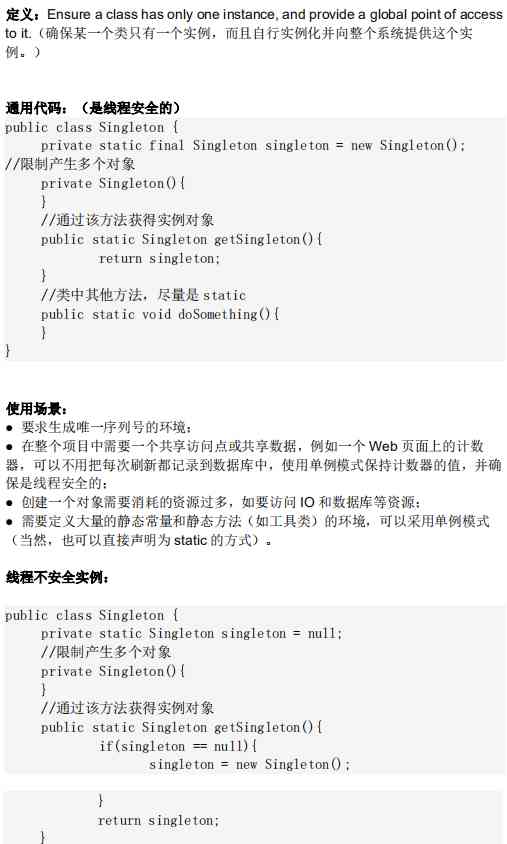 定义：Ensure a class has only one instance, and provide a global point of access
to it.（确保某一个类只有一个实例，而且自行实例化并向整个系统提供这个实
例。）
通用代码：（是线程安全的）
public class Singleton {
private static final Singleton singleton = new Singleton();
//限制产生多个对象
private Singleton(){
}
//通过该方法获得实例对象
public static Singleton getSingleton(){
return singleton;
}
//类中其他方法，尽量是 static
public static void doSomething(){
}
}
使用场景：
● 要求生成唯一序列号的环境；
● 在整个项目中需要一个共享访问点或共享数据，例如一个 Web 页面上的计数
器，可以不用把每次刷新都记录到数据库中，使用单例模式保持计数器的值，并确
保是线程安全的；
● 创建一个对象需要消耗的资源过多，如要访问 IO 和数据库等资源；
● 需要定义大量的静态常量和静态方法（如工具类）的环境，可以采用单例模式
（当然，也可以直接声明为 static 的方式）。
线程不安全实例：
public class Singleton {
private static Singleton singleton = null;
//限制产生多个对象
private Singleton(){
}
//通过该方法获得实例对象
public static Singleton getSingleton(){
if(singleton == null){
singleton = new Singleton();
}
return singleton;
}